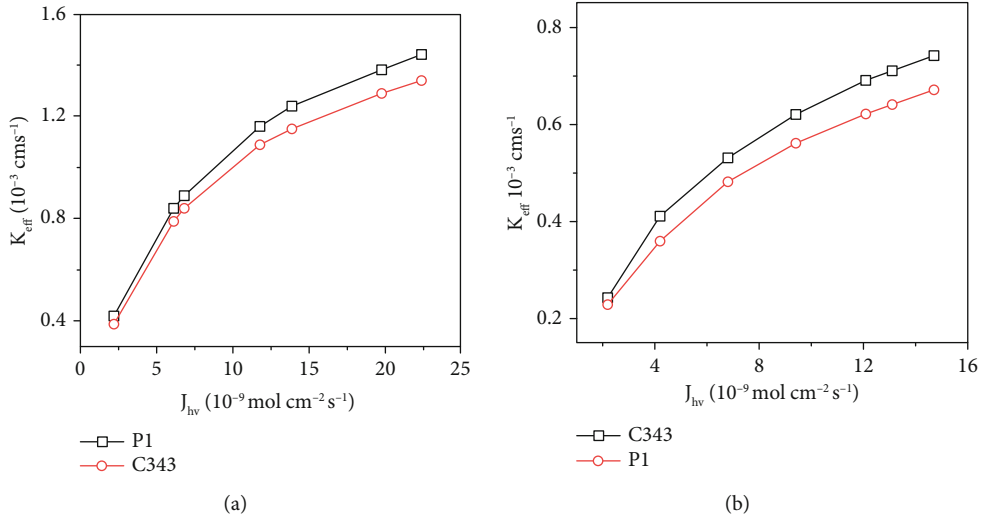 1.6
1.2
0.8
0.4
K_eff (10⁻³ cms⁻¹)
0 5 10 15 20 25
J_hv (10⁻⁹ mol cm⁻² s⁻¹)
P1
C343
(a)
0.8
0.6
0.4
0.2
K_eff 10⁻³ cms⁻¹)
4 8 12 16
J_hv (10⁻⁹ mol cm⁻² s⁻¹)
C343
P1
(b)